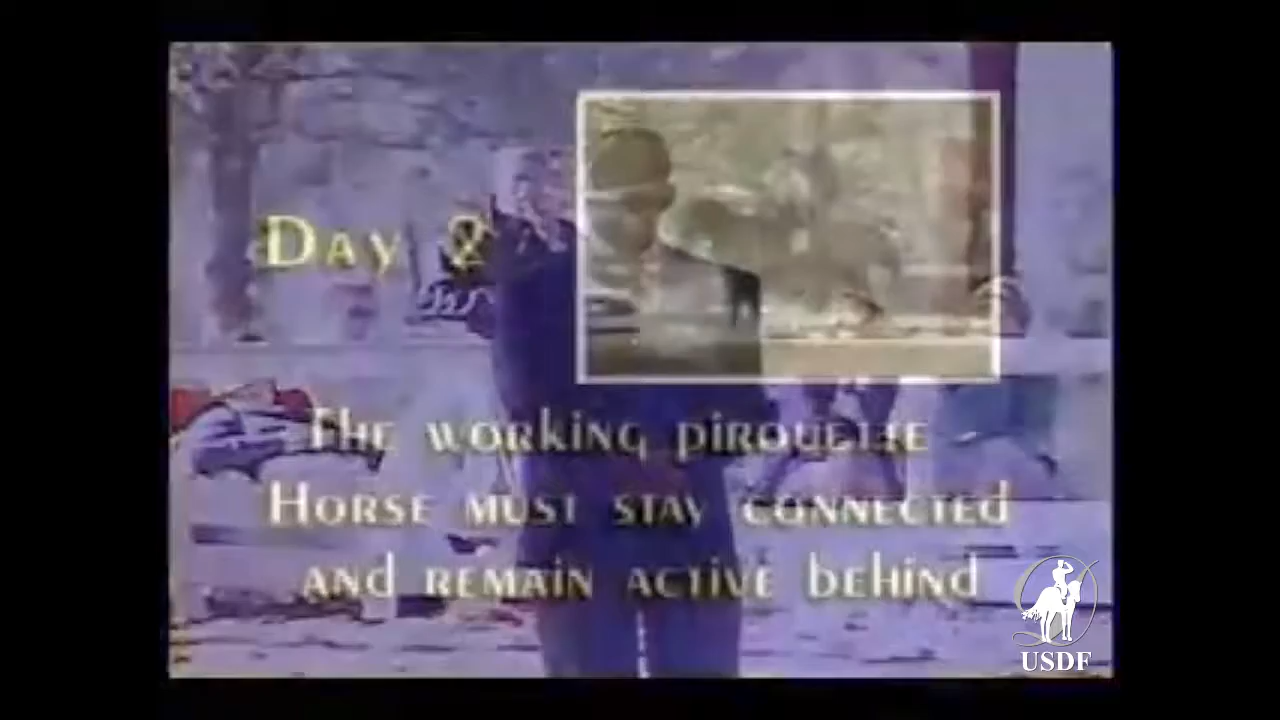 Day 2
The working pirouette
Horse must stay connected
and remain active behind
USDF